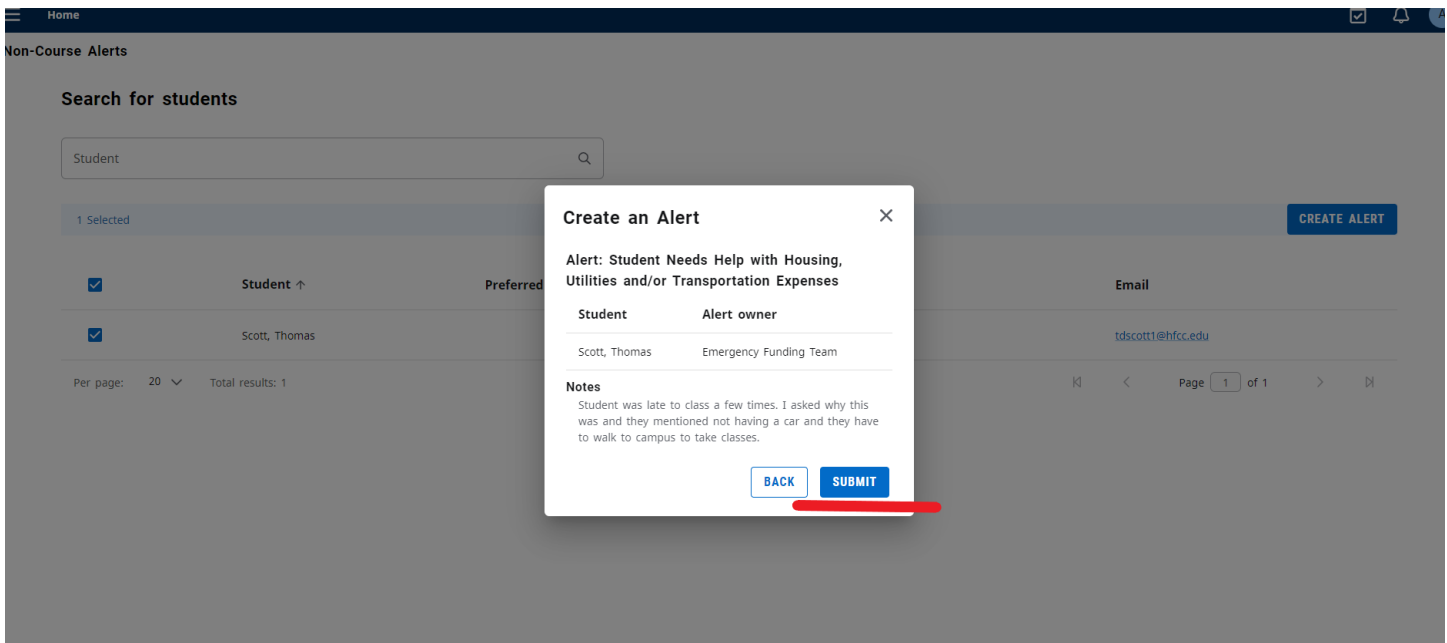 Home
Non-Course Alerts
Search for students
Student
1 Selected
CREATE ALERT
Student Preferred Email
Scott, Thomas tdscott1@hfcc.edu
Per page: 20 Total results: 1 Page 1 of 1
Create an Alert
Alert: Student Needs Help with Housing,
Utilities and/or Transportation Expenses
Student Alert owner
Scott, Thomas Emergency Funding Team
Notes
Student was late to class a few times. I asked why this
was and they mentioned not having a car and they have
to walk to campus to take classes.
BACK SUBMIT